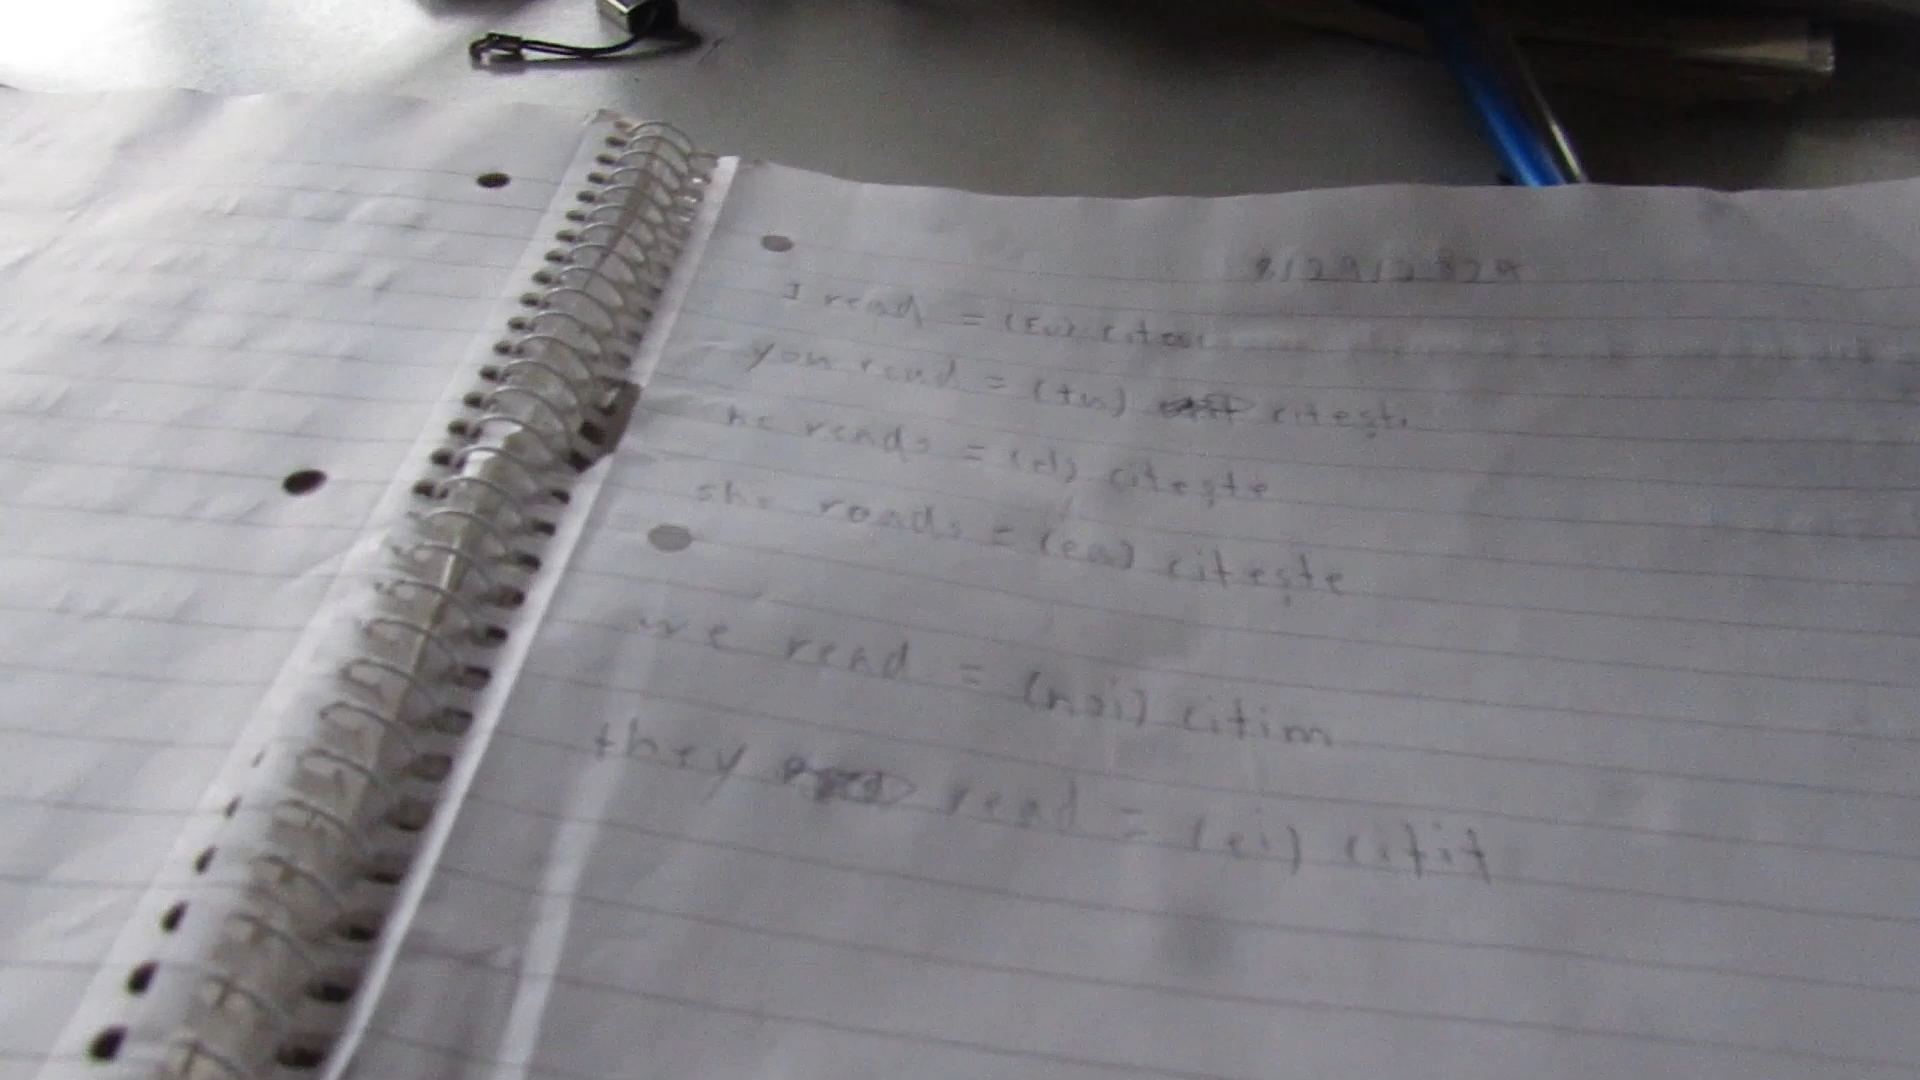 I read = (Eu) citesc
you read = (tu) citești
he reads = (el) citește
she reads = (ea) citește
we read = (noi) citim
they read = (ei) citit